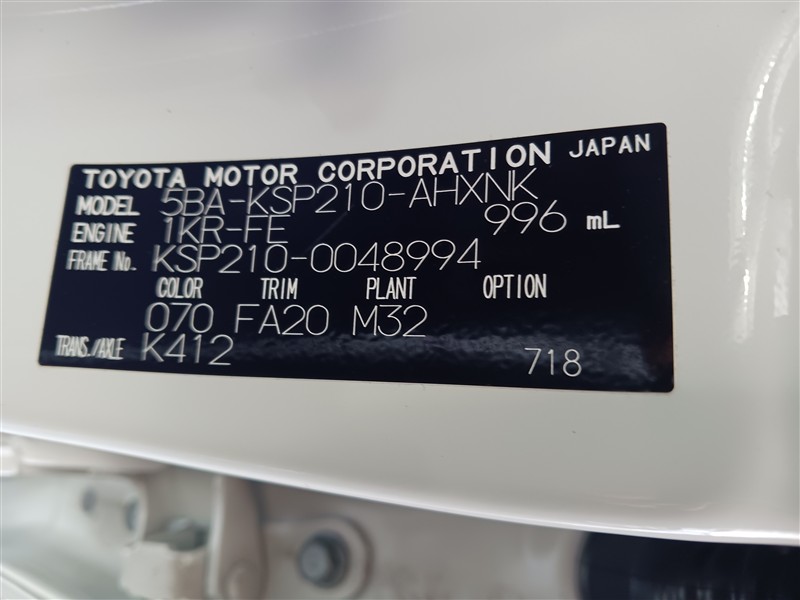 TOYOTA MOTOR CORPORATION JAPAN
MODEL 5BA-KSP210-AHXNK
ENGINE 1KR-FE 996 mL
FRAME No. KSP210-0048994
COLOR TRIM PLANT OPTION
070 FA20 M32
TRANS./AXLE K412 718